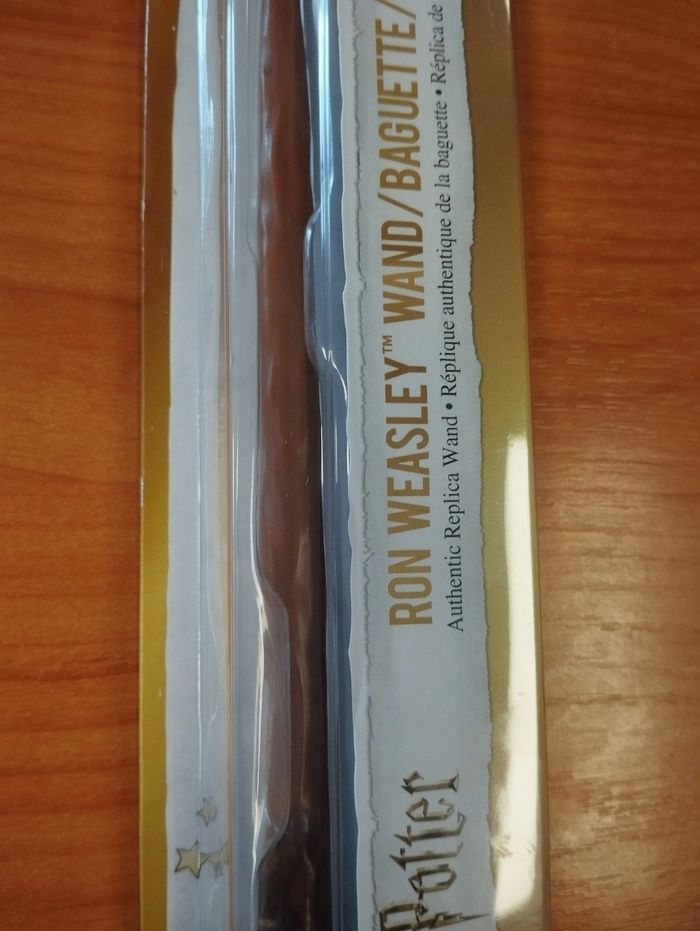 Potter
RON WEASLEY™ WAND/BAGUETTE/
Authentic Replica Wand • Réplique authentique de la baguette • Réplica de